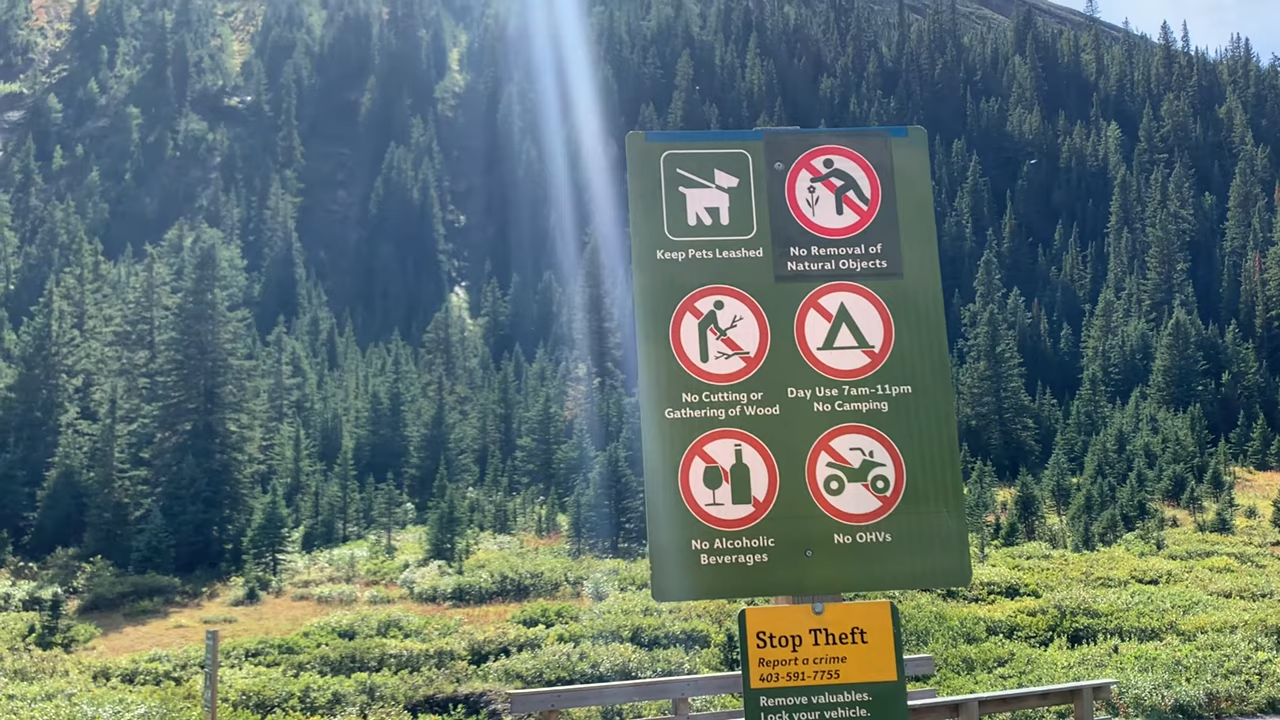 Keep Pets Leashed
No Removal of
Natural Objects
No Cutting or
Gathering of Wood
Day Use 7am-11pm
No Camping
No Alcoholic
Beverages
No OHVs
Stop Theft
Report a crime
403-591-7755
Remove valuables.
Lock your vehicle.